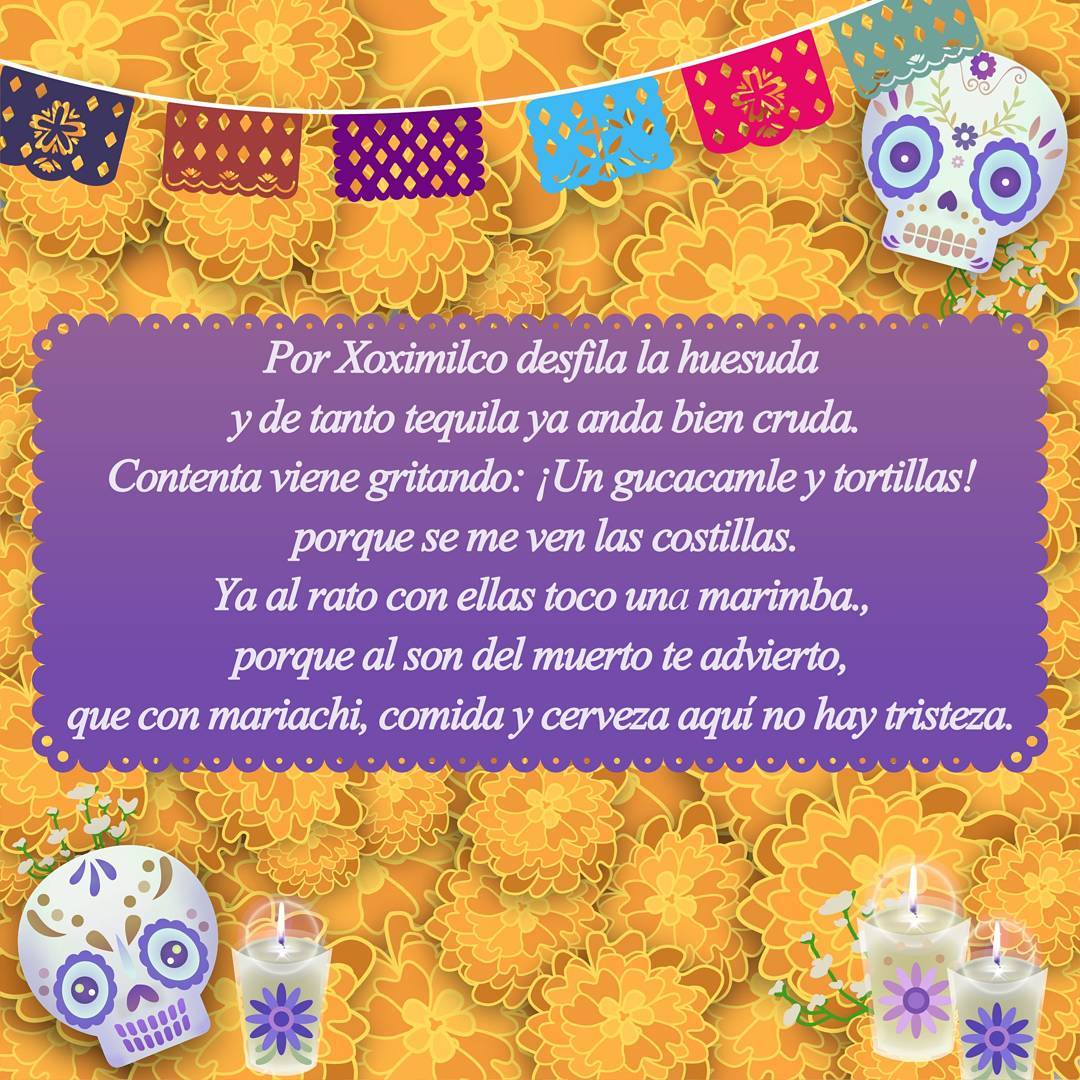 Por Xoximilco desfila la huesuda
y de tanto tequila ya anda bien cruda.
Contenta viene gritando: ¡Un gucacamle y tortillas!
porque se me ven las costillas.
Ya al rato con ellas toco una marimba.,
porque al son del muerto te advierto,
que con mariachi, comida y cerveza aquí no hay tristeza.